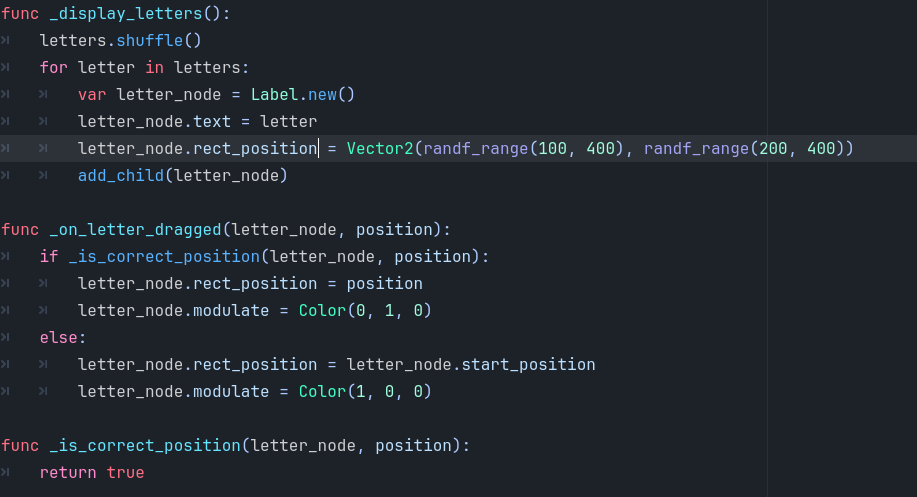 func _display_letters():
letters.shuffle()
for letter in letters:
var letter_node = Label.new()
letter_node.text = letter
letter_node.rect_position = Vector2(randf_range(100, 400), randf_range(200, 400))
add_child(letter_node)
func _on_letter_dragged(letter_node, position):
if _is_correct_position(letter_node, position):
letter_node.rect_position = position
letter_node.modulate = Color(0, 1, 0)
else:
letter_node.rect_position = letter_node.start_position
letter_node.modulate = Color(1, 0, 0)
func _is_correct_position(letter_node, position):
return true